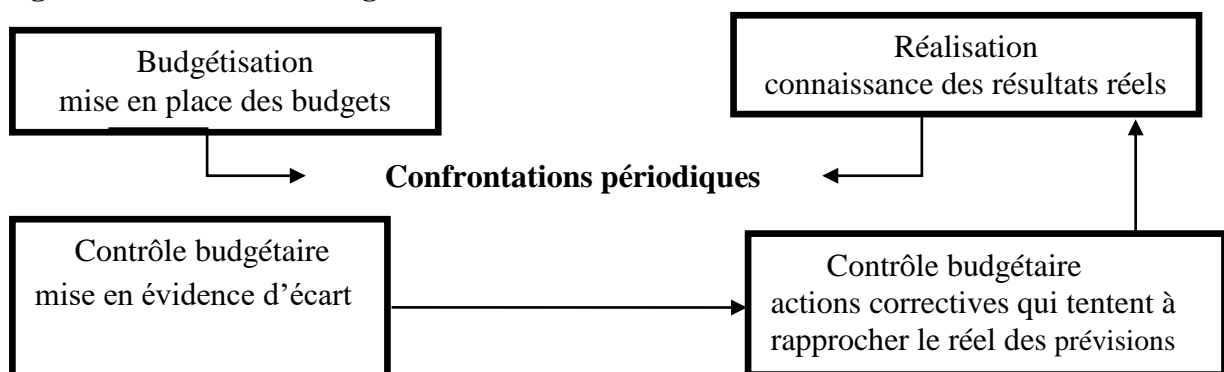 Budgétisation
mise en place des budgets
Réalisation
connaissance des résultats réels
Confrontations périodiques
Contrôle budgétaire
mise en évidence d’écart
Contrôle budgétaire
actions correctives qui tentent à
rapprocher le réel des prévisions